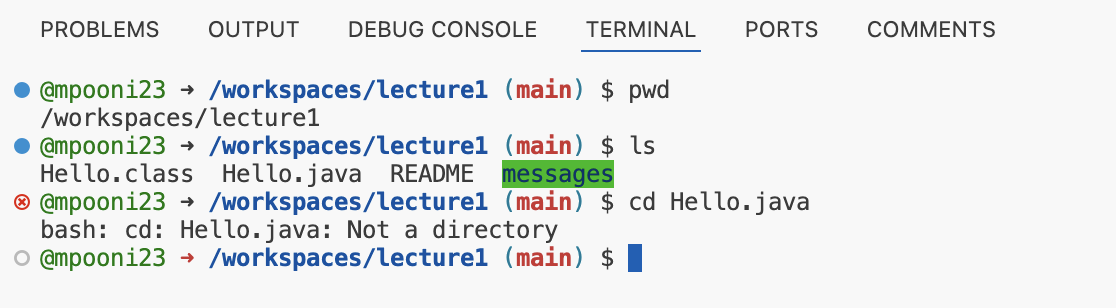 PROBLEMS OUTPUT DEBUG CONSOLE TERMINAL PORTS COMMENTS
@mpooni23 → /workspaces/lecture1 (main) $ pwd
/workspaces/lecture1
@mpooni23 → /workspaces/lecture1 (main) $ ls
Hello.class  Hello.java  README  messages
@mpooni23 → /workspaces/lecture1 (main) $ cd Hello.java
bash: cd: Hello.java: Not a directory
@mpooni23 → /workspaces/lecture1 (main) $